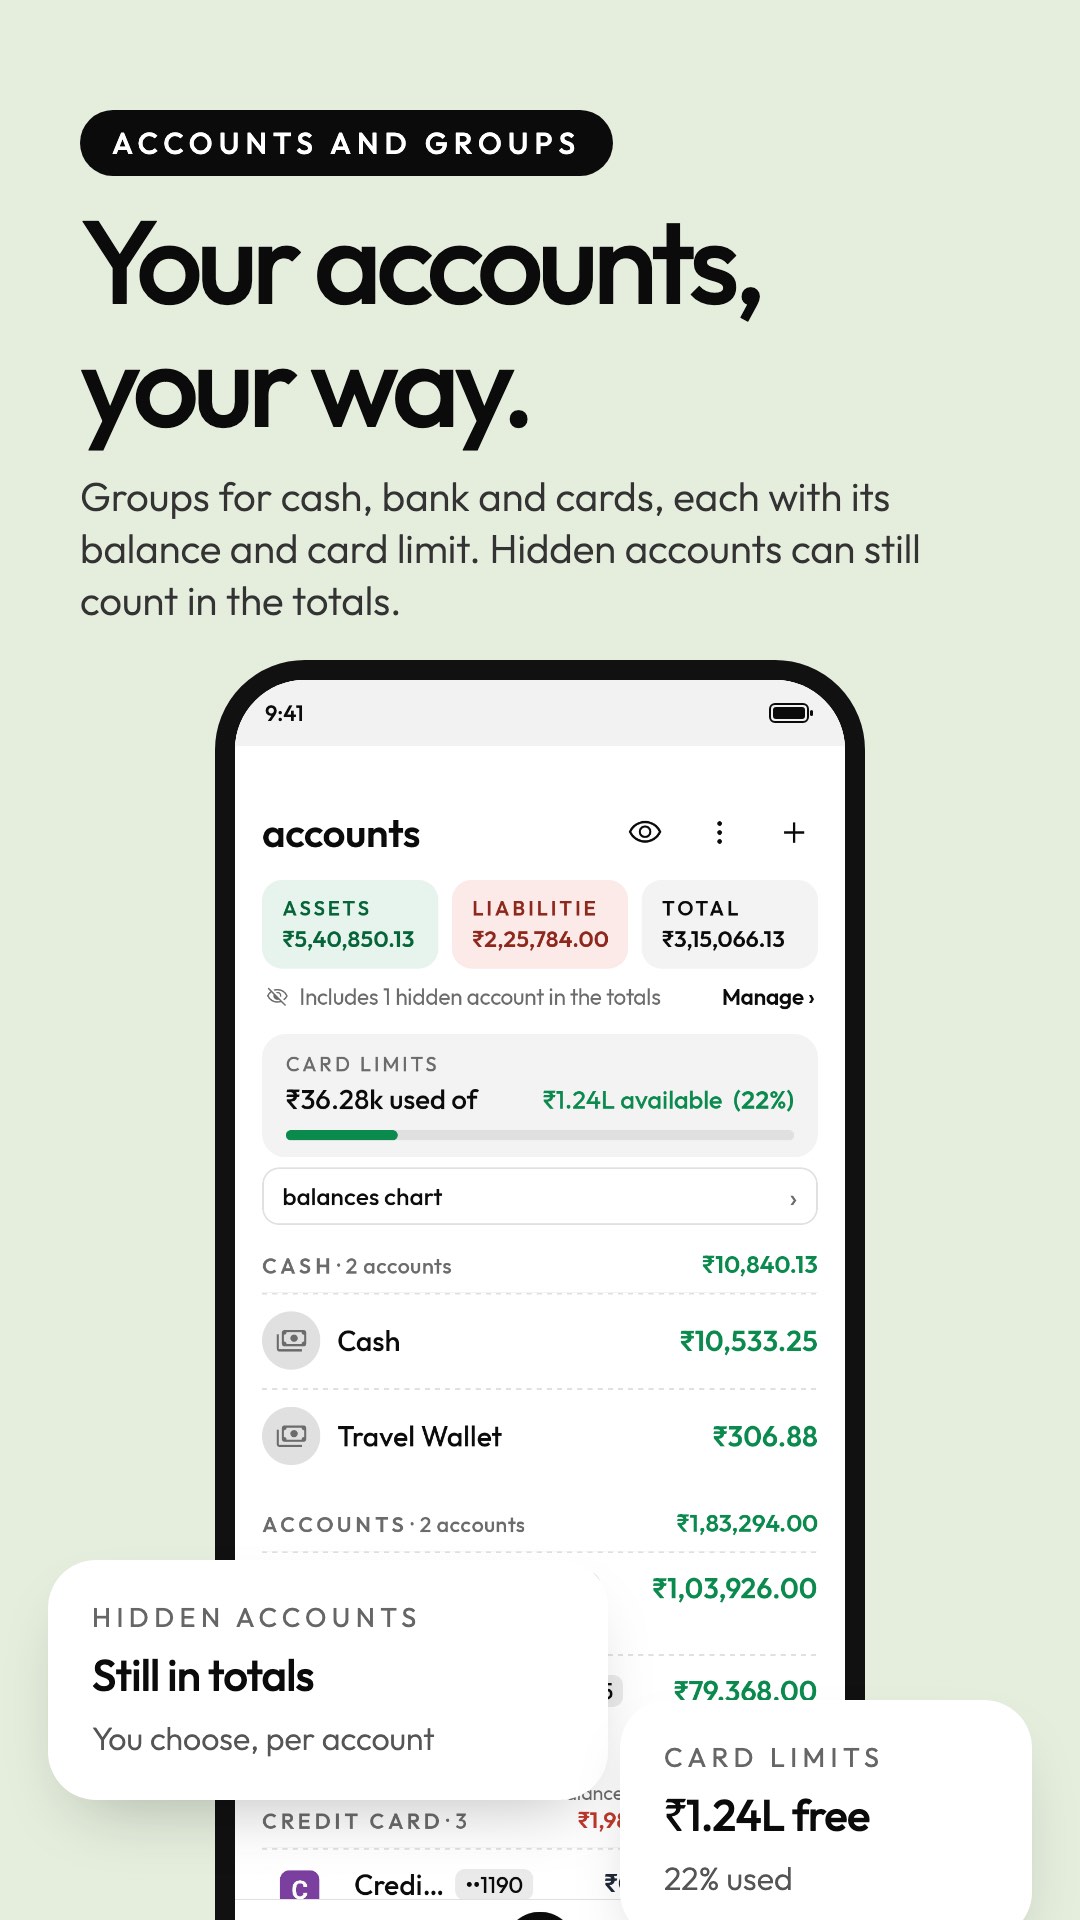 ACCOUNTS AND GROUPS
Your accounts,
your way.
Groups for cash, bank and cards, each with its
balance and card limit. Hidden accounts can still
count in the totals.
9:41
accounts
ASSETS
₹5,40,850.13
LIABILITIE
₹2,25,784.00
TOTAL
₹3,15,066.13
Includes 1 hidden account in the totals
Manage ›
CARD LIMITS
₹36.28k used of
₹1.24L available (22%)
balances chart ›
CASH · 2 accounts ₹10,840.13
Cash ₹10,533.25
Travel Wallet ₹306.88
ACCOUNTS · 2 accounts ₹1,83,294.00
₹1,03,926.00
5 ₹79,368.00
HIDDEN ACCOUNTS
Still in totals
You choose, per account
CREDIT CARD · 3 ₹1,98
C Credi... ••1190 ₹
CARD LIMITS
₹1.24L free
22% used